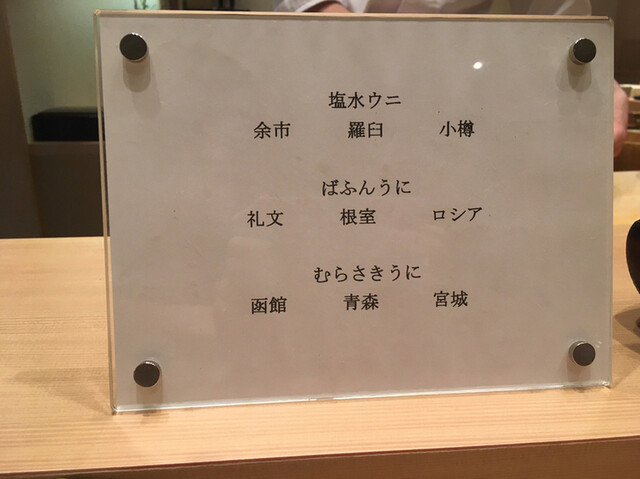 塩水ウニ
余市 羅臼 小樽
ばふんうに
礼文 根室 ロシア
むらさきうに
函館 青森 宮城